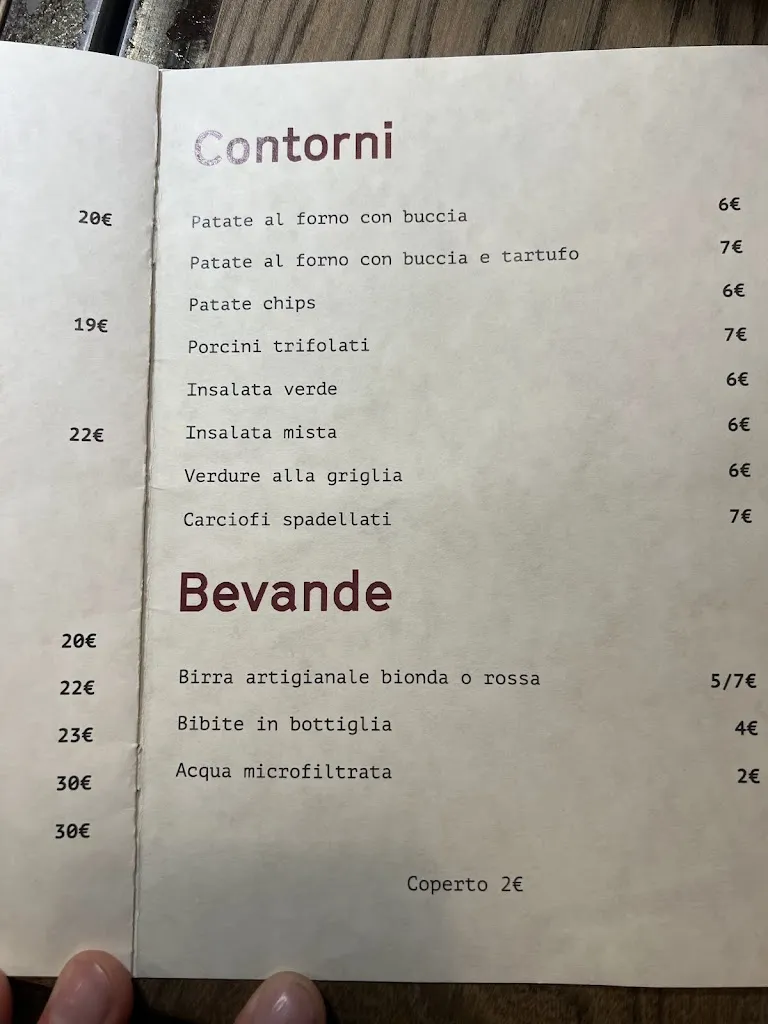 20€
19€
22€
20€
22€
23€
30€
30€
Contorni
Patate al forno con buccia 6€
Patate al forno con buccia e tartufo 7€
Patate chips 6€
Porcini trifolati 7€
Insalata verde 6€
Insalata mista 6€
Verdure alla griglia 6€
Carciofi spadellati 7€
Bevande
Birra artigianale bionda o rossa 5/7€
Bibite in bottiglia 4€
Acqua microfiltrata 2€
Coperto 2€